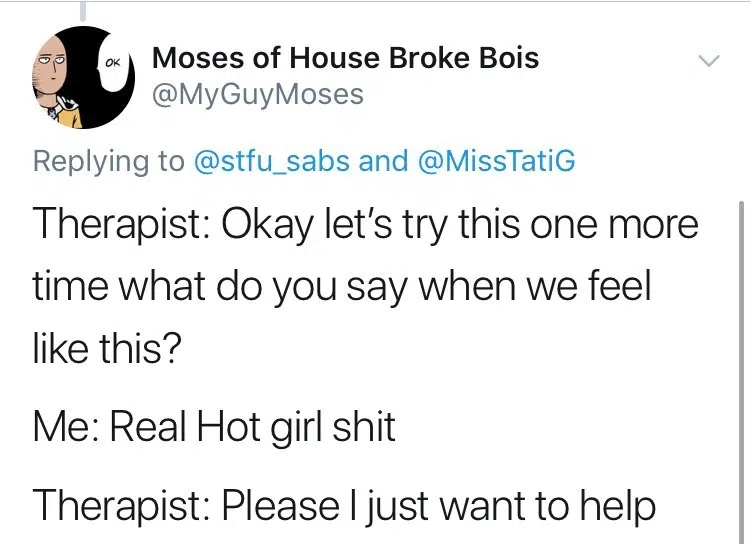 OK
Moses of House Broke Bois
@MyGuyMoses
Replying to @stfu_sabs and @MissTatiG
Therapist: Okay let’s try this one more
time what do you say when we feel
like this?
Me: Real Hot girl shit
Therapist: Please I just want to help